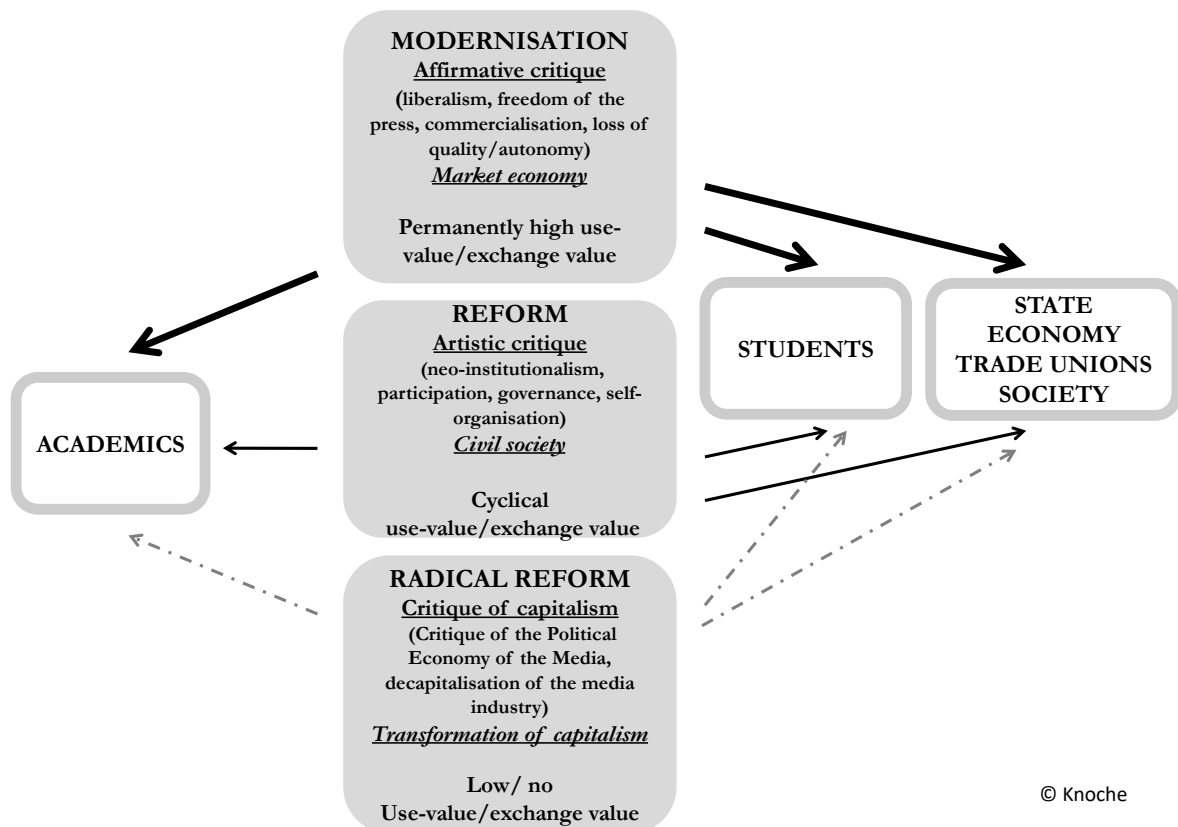 MODERNISATION
Affirmative critique
(liberalism, freedom of the
press, commercialisation, loss of
quality/autonomy)
Market economy
Permanently high use-
value/exchange value
REFORM
Artistic critique
(neo-institutionalism,
participation, governance, self-
organisation)
Civil society
Cyclical
use-value/exchange value
RADICAL REFORM
Critique of capitalism
(Critique of the Political
Economy of the Media,
decapitalisation of the media
industry)
Transformation of capitalism
Low/ no
Use-value/exchange value
ACADEMICS
STUDENTS
STATE
ECONOMY
TRADE UNIONS
SOCIETY
© Knoche